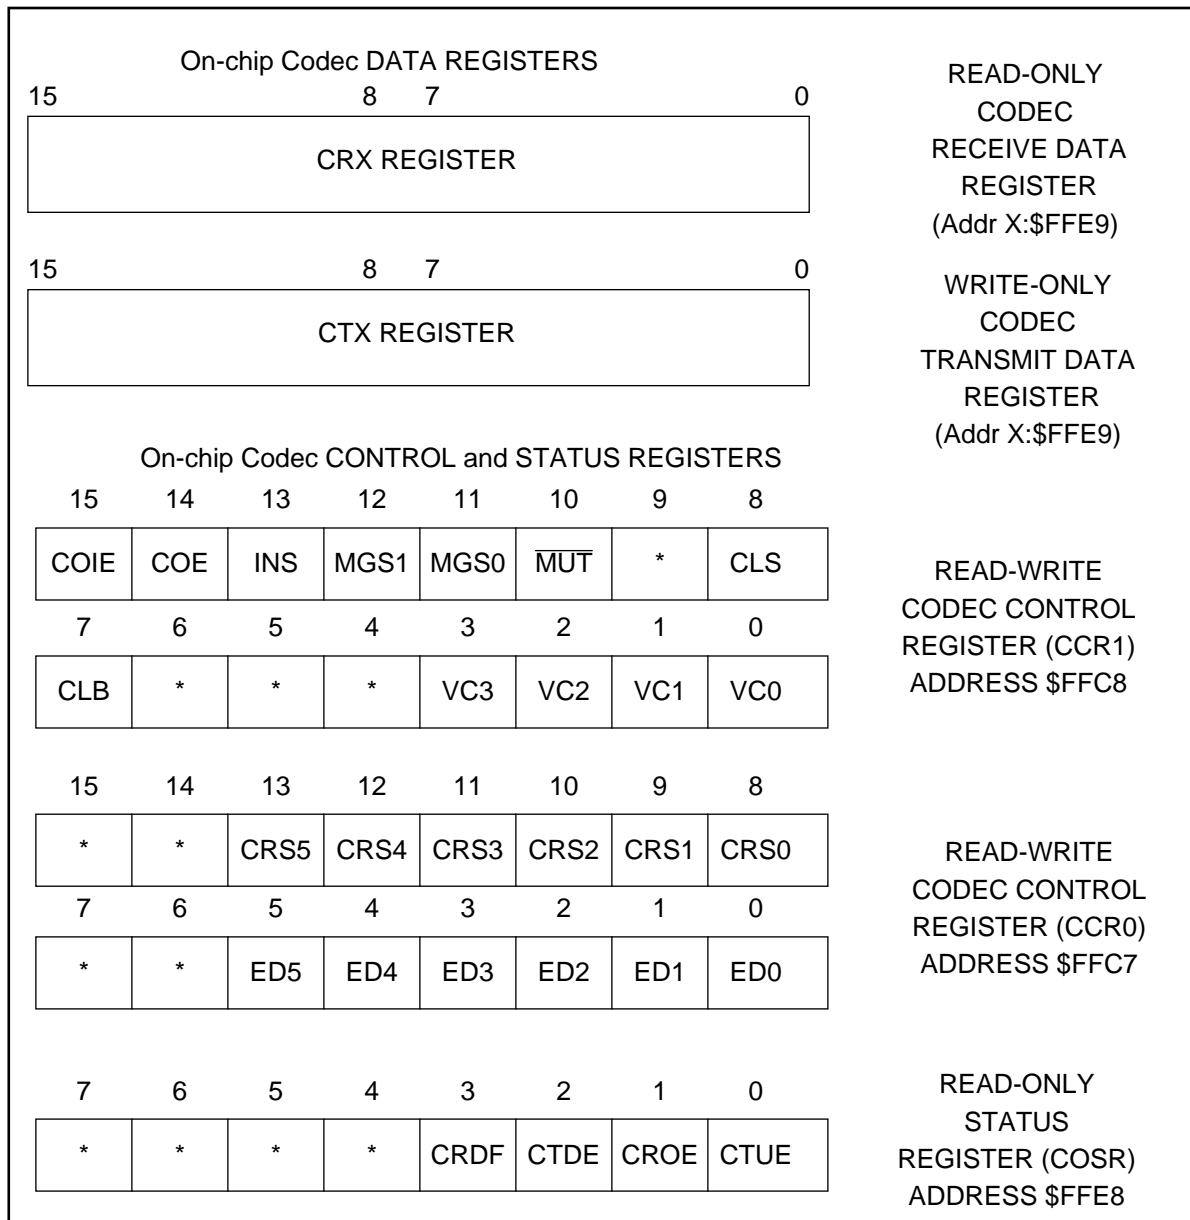 On-chip Codec DATA REGISTERS
15 8 7 0
CRX REGISTER
READ-ONLY
CODEC
RECEIVE DATA
REGISTER
(Addr X:$FFE9)
15 8 7 0
CTX REGISTER
WRITE-ONLY
CODEC
TRANSMIT DATA
REGISTER
(Addr X:$FFE9)
On-chip Codec CONTROL and STATUS REGISTERS
15 14 13 12 11 10 9 8
COIE COE INS MGS1 MGS0 MUT * CLS
7 6 5 4 3 2 1 0
CLB * * * VC3 VC2 VC1 VC0
READ-WRITE
CODEC CONTROL
REGISTER (CCR1)
ADDRESS $FFC8
15 14 13 12 11 10 9 8
* * CRS5 CRS4 CRS3 CRS2 CRS1 CRS0
7 6 5 4 3 2 1 0
* * ED5 ED4 ED3 ED2 ED1 ED0
READ-WRITE
CODEC CONTROL
REGISTER (CCR0)
ADDRESS $FFC7
7 6 5 4 3 2 1 0
* * * * CRDF CTDE CROE CTUE
READ-ONLY
STATUS
REGISTER (COSR)
ADDRESS $FFE8